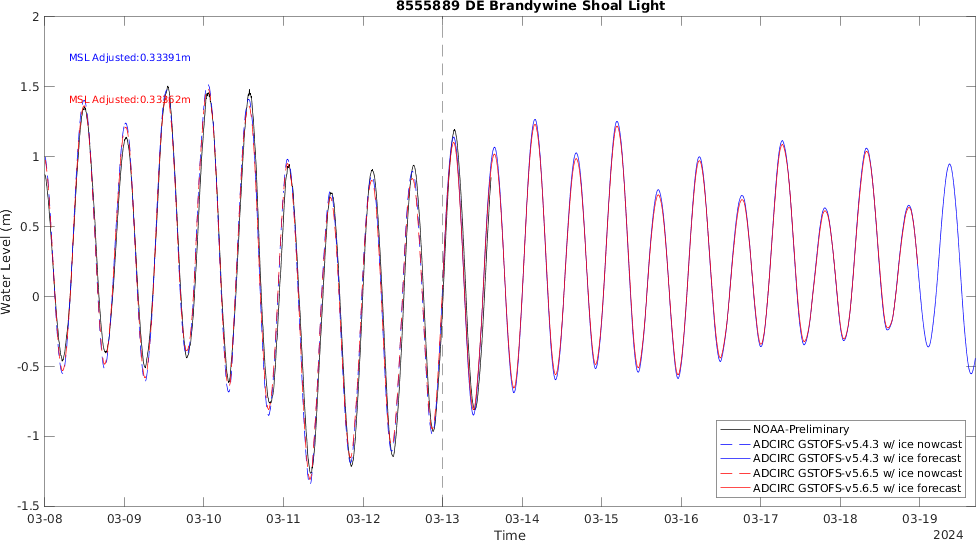 8555889 DE Brandywine Shoal Light
2
1.5
1
0.5
0
-0.5
-1
-1.5
Water Level (m)
MSL Adjusted:0.33391m
MSL Adjusted:0.33362m
NOAA-Preliminary
ADCIRC GSTOFS-v5.4.3 w/ ice nowcast
ADCIRC GSTOFS-v5.4.3 w/ ice forecast
ADCIRC GSTOFS-v5.6.5 w/ ice nowcast
ADCIRC GSTOFS-v5.6.5 w/ ice forecast
03-08 03-09 03-10 03-11 03-12 03-13 03-14 03-15 03-16 03-17 03-18 03-19
Time
2024